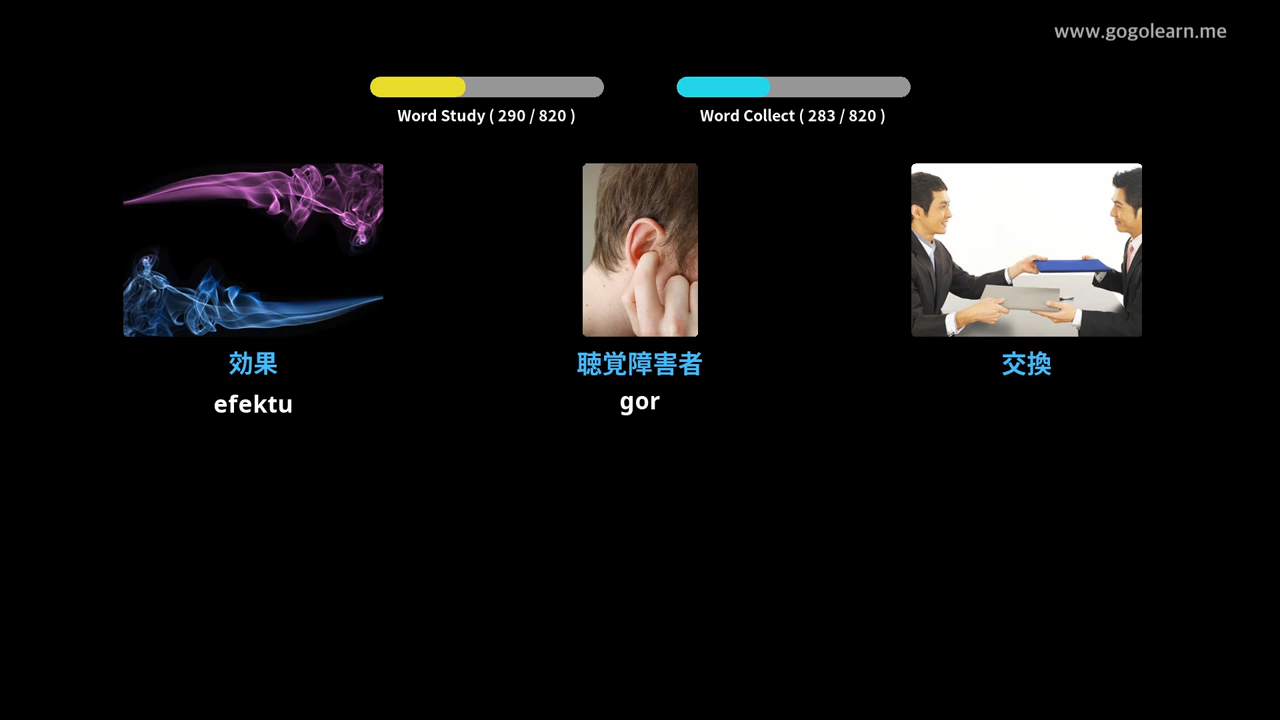 www.gogolearn.me
Word Study ( 290 / 820 )
Word Collect ( 283 / 820 )
効果
聴覚障害者
交換
efektu
gor